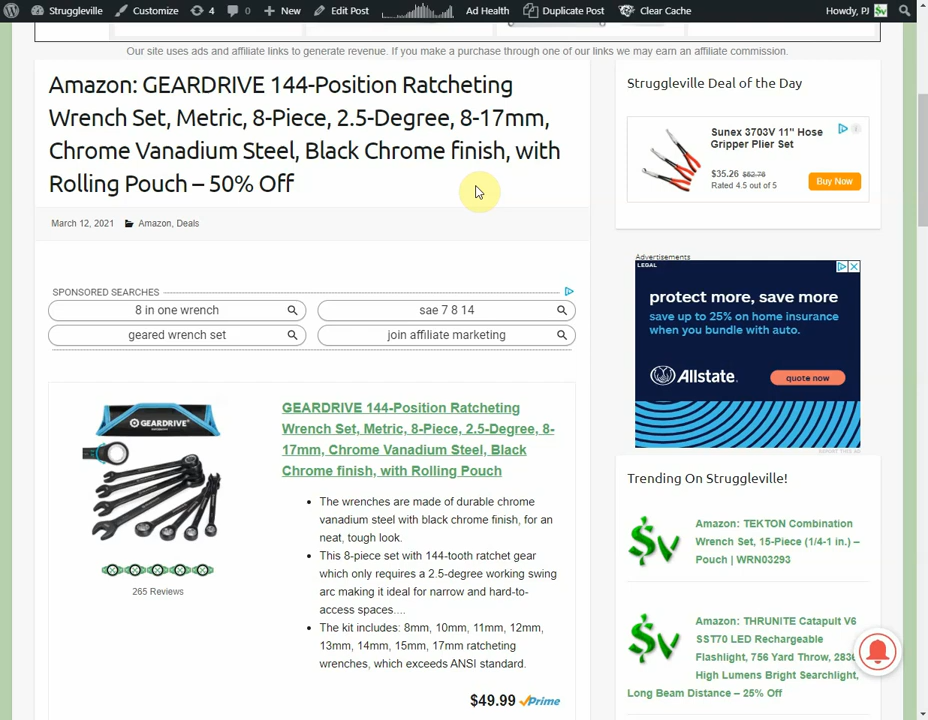 Struggleville Customize 4 0 New Edit Post Ad Health Duplicate Post Clear Cache Howdy, PJ
Our site uses ads and affiliate links to generate revenue. If you make a purchase through one of our links we may earn an affiliate commission.
Amazon: GEARDRIVE 144-Position Ratcheting
Wrench Set, Metric, 8-Piece, 2.5-Degree, 8-17mm,
Chrome Vanadium Steel, Black Chrome finish, with
Rolling Pouch – 50% Off
March 12, 2021 Amazon, Deals
SPONSORED SEARCHES
8 in one wrench
sae 7 8 14
geared wrench set
join affiliate marketing
GEARDRIVE
GEARDRIVE 144-Position Ratcheting
Wrench Set, Metric, 8-Piece, 2.5-Degree, 8-
17mm, Chrome Vanadium Steel, Black
Chrome finish, with Rolling Pouch
265 Reviews
The wrenches are made of durable chrome
vanadium steel with black chrome finish, for an
neat, tough look.
This 8-piece set with 144-tooth ratchet gear
which only requires a 2.5-degree working swing
arc making it ideal for narrow and hard-to-
access spaces....
The kit includes: 8mm, 10mm, 11mm, 12mm,
13mm, 14mm, 15mm, 17mm ratcheting
wrenches, which exceeds ANSI standard.
$49.99 Prime
Struggleville Deal of the Day
Sunex 3703V 11" Hose
Gripper Plier Set
$35.26 $52.76
Rated 4.5 out of 5
Buy Now
Advertisements
LEGAL
protect more, save more
save up to 25% on home insurance
when you bundle with auto.
Allstate.
quote now
REPORT THIS AD
Trending On Struggleville!
Amazon: TEKTON Combination
Wrench Set, 15-Piece (1/4-1 in.) –
Pouch | WRN03293
Amazon: THRUNITE Catapult V6
SST70 LED Rechargeable
Flashlight, 756 Yard Throw,
High Lumens Bright Searchlight,
Long Beam Distance – 25% Off